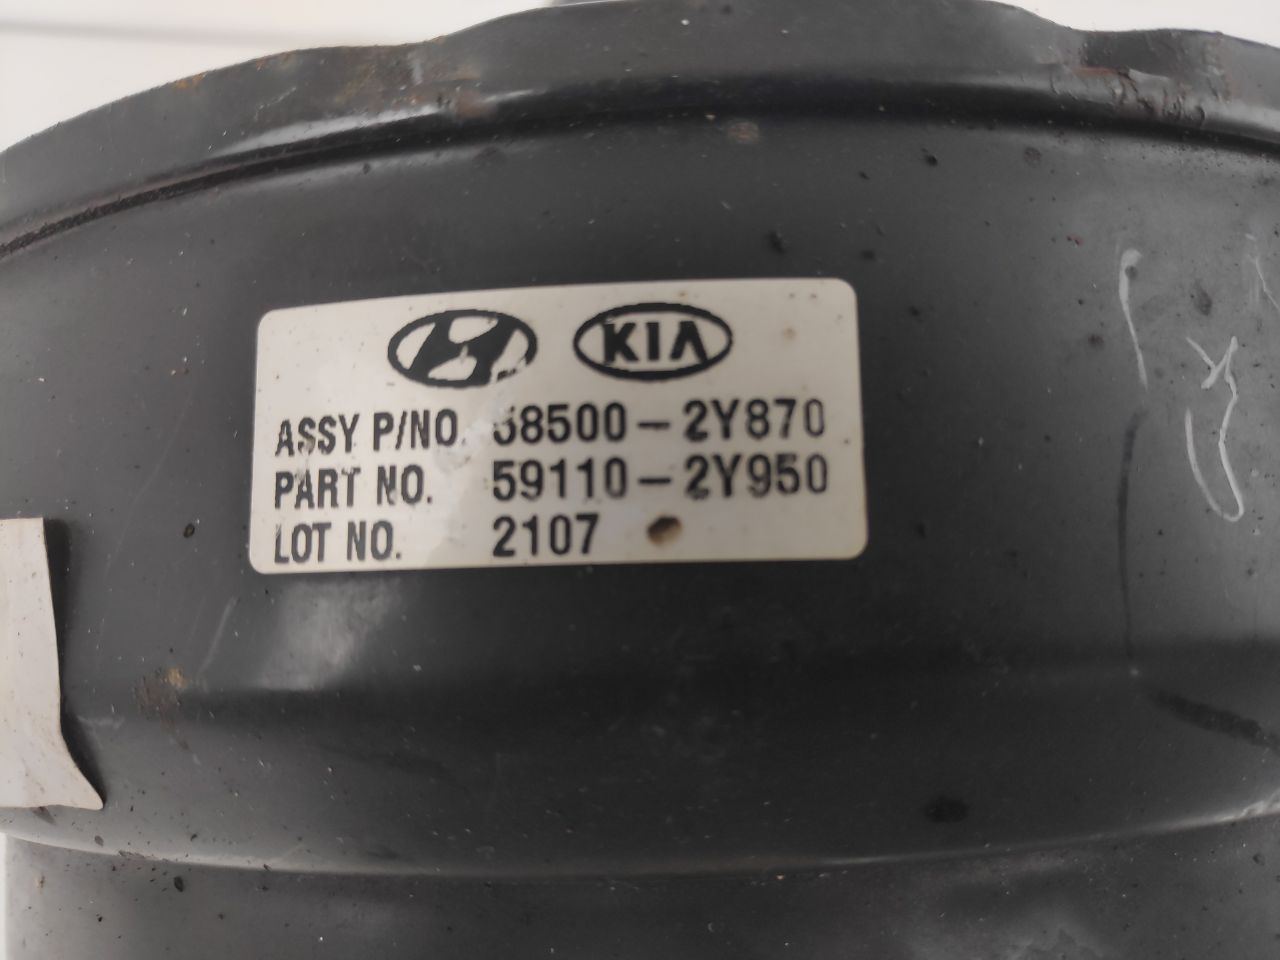 KIA
ASSY P/NO. 58500-2Y870
PART NO. 59110-2Y950
LOT NO. 2107